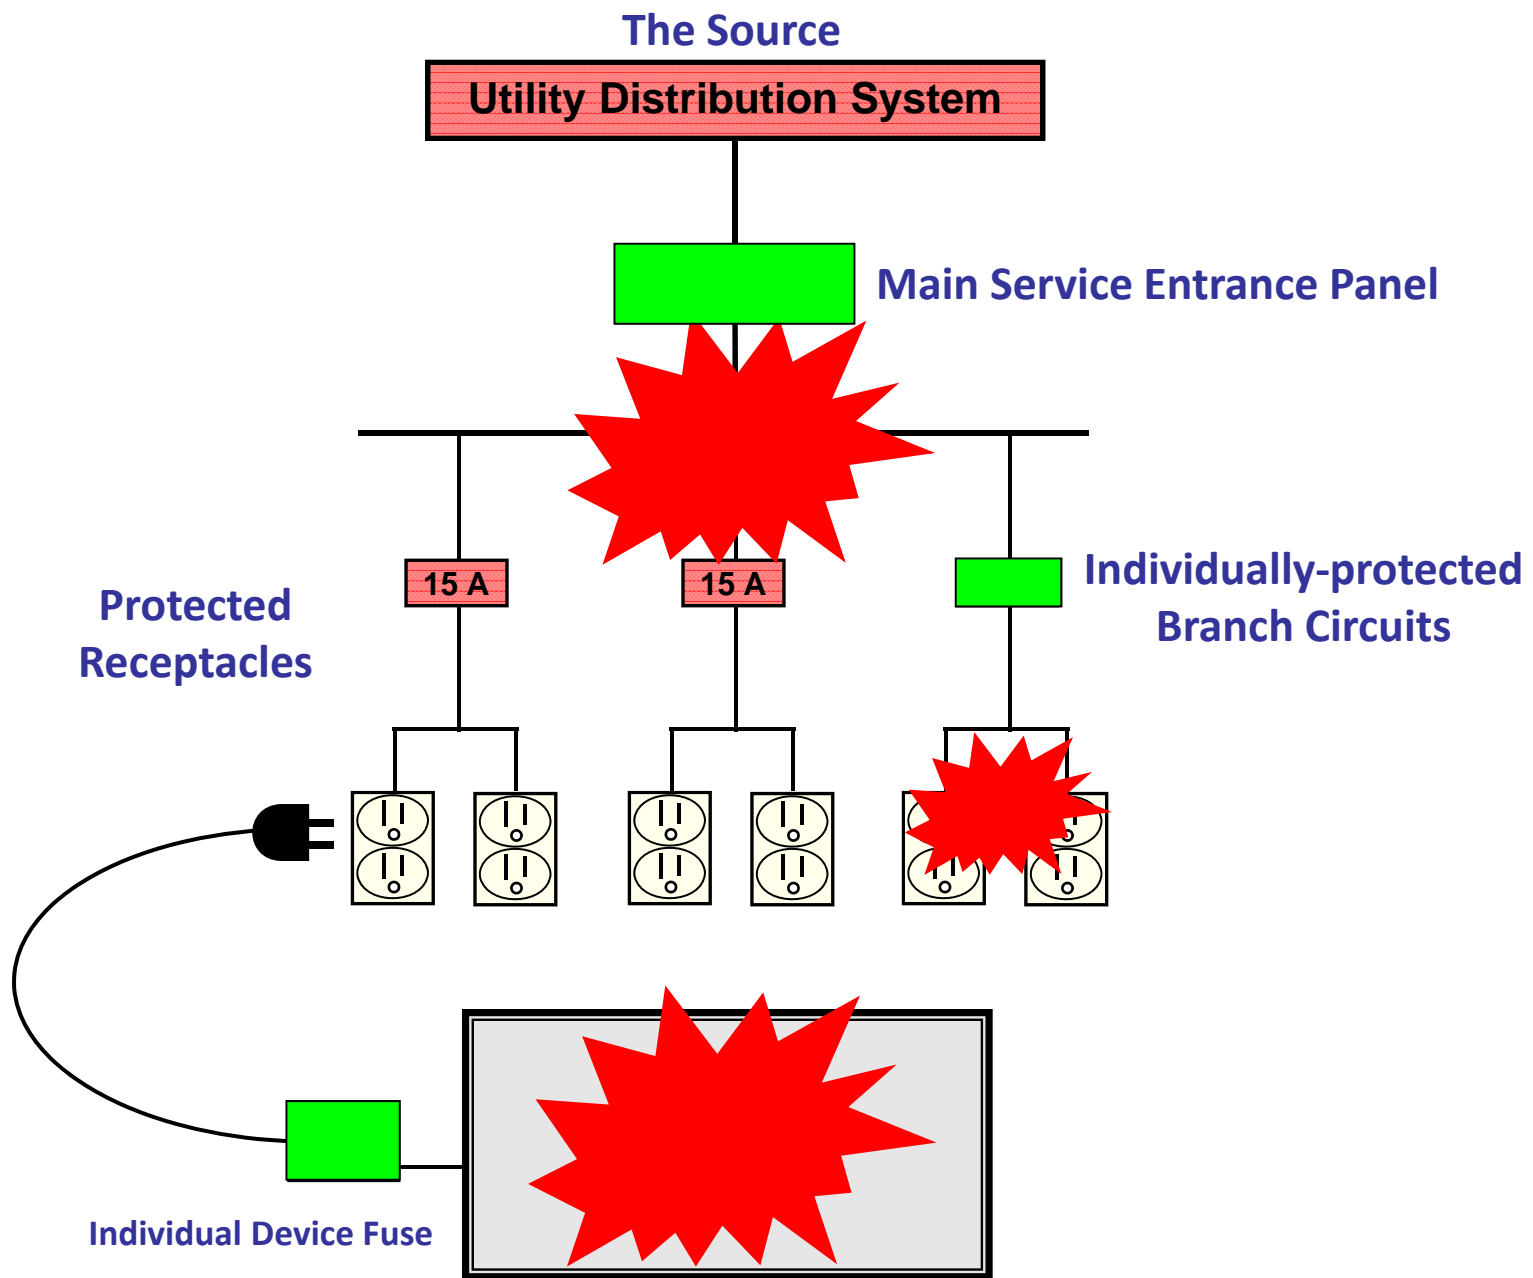 The Source
Utility Distribution System
Main Service Entrance Panel
15 A
15 A
Individually-protected
Branch Circuits
Protected
Receptacles
Individual Device Fuse